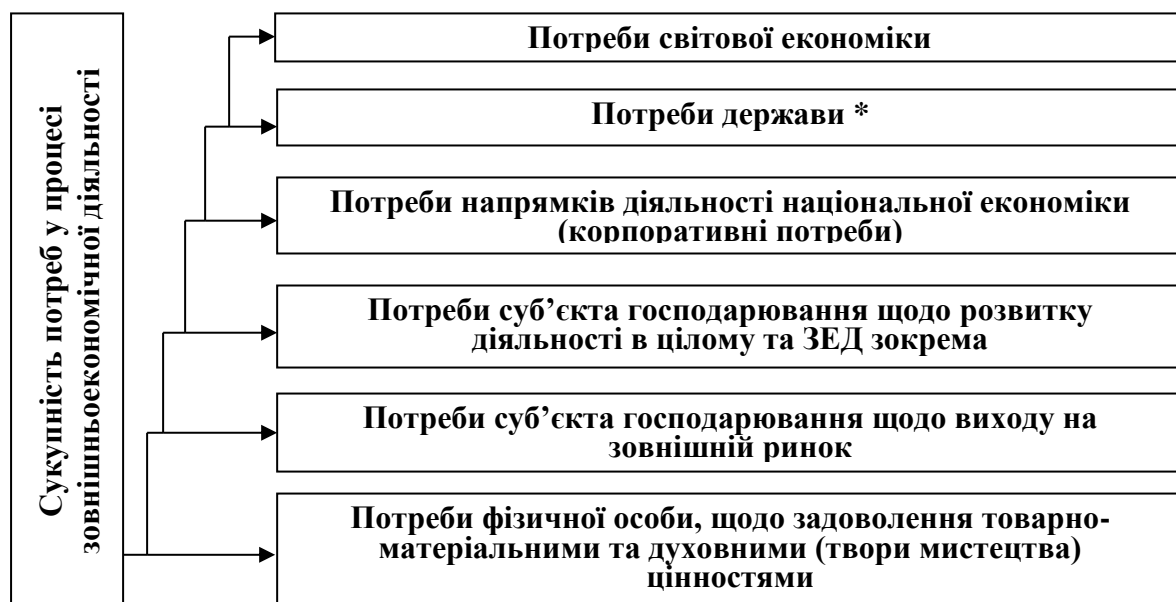 Сукупність потреб у процесі
зовнішньоекономічної діяльності
Потреби світової економіки
Потреби держави *
Потреби напрямків діяльності національної економіки
(корпоративні потреби)
Потреби суб’єкта господарювання щодо розвитку
діяльності в цілому та ЗЕД зокрема
Потреби суб’єкта господарювання щодо виходу на
зовнішній ринок
Потреби фізичної особи, щодо задоволення товарно-
матеріальними та духовними (твори мистецтва)
цінностями